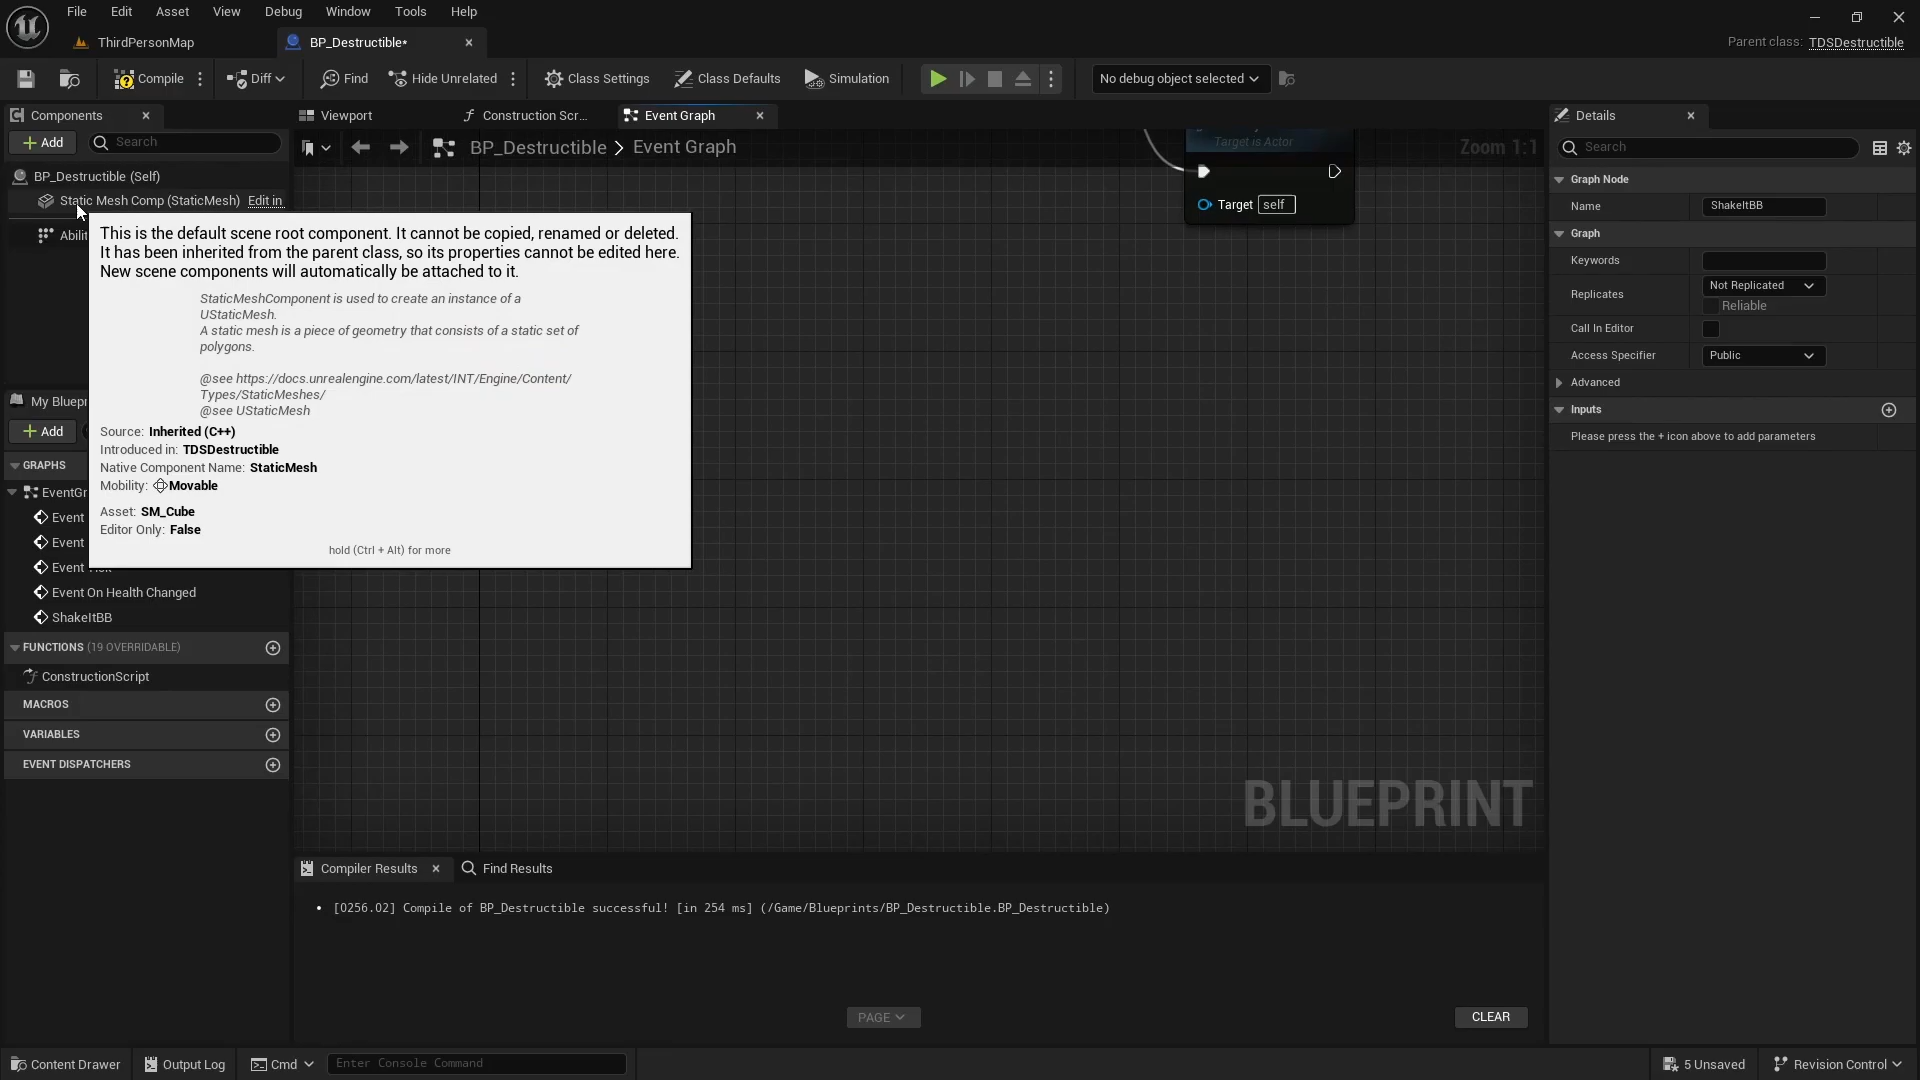 File Edit Asset View Debug Window Tools Help
ThirdPersonMap
BP_Destructible*
Parent class: TDSDestructible
Compile
Diff
Find
Hide Unrelated
Class Settings
Class Defaults
Simulation
No debug object selected
Components
Add
Search
BP_Destructible (Self)
Static Mesh Comp (StaticMesh) Edit in
Abilit
This is the default scene root component. It cannot be copied, renamed or deleted.
It has been inherited from the parent class, so its properties cannot be edited here.
New scene components will automatically be attached to it.
StaticMeshComponent is used to create an instance of a
UStaticMesh.
A static mesh is a piece of geometry that consists of a static set of
polygons.
@see https://docs.unrealengine.com/latest/INT/Engine/Content/
Types/StaticMeshes/
@see UStaticMesh
Source: Inherited (C++)
Introduced in: TDSDestructible
Native Component Name: StaticMesh
Mobility: Movable
Asset: SM_Cube
Editor Only: False
hold (Ctrl + Alt) for more
My Bluepr
Add
GRAPHS
EventGr
Event
Event
Event
Event On Health Changed
ShakeItBB
FUNCTIONS (19 OVERRIDABLE)
ConstructionScript
MACROS
VARIABLES
EVENT DISPATCHERS
Viewport
Construction Scr...
Event Graph
BP_Destructible > Event Graph
Zoom 1:1
Target is Actor
Target self
BLUEPRINT
Compiler Results
Find Results
[0256.02] Compile of BP_Destructible successful! [in 254 ms] (/Game/Blueprints/BP_Destructible.BP_Destructible)
PAGE
CLEAR
Details
Search
Graph Node
Name ShakeItBB
Graph
Keywords
Replicates Not Replicated
Reliable
Call In Editor
Access Specifier Public
Advanced
Inputs
Please press the + icon above to add parameters
Content Drawer
Output Log
Cmd
Enter Console Command
5 Unsaved
Revision Control